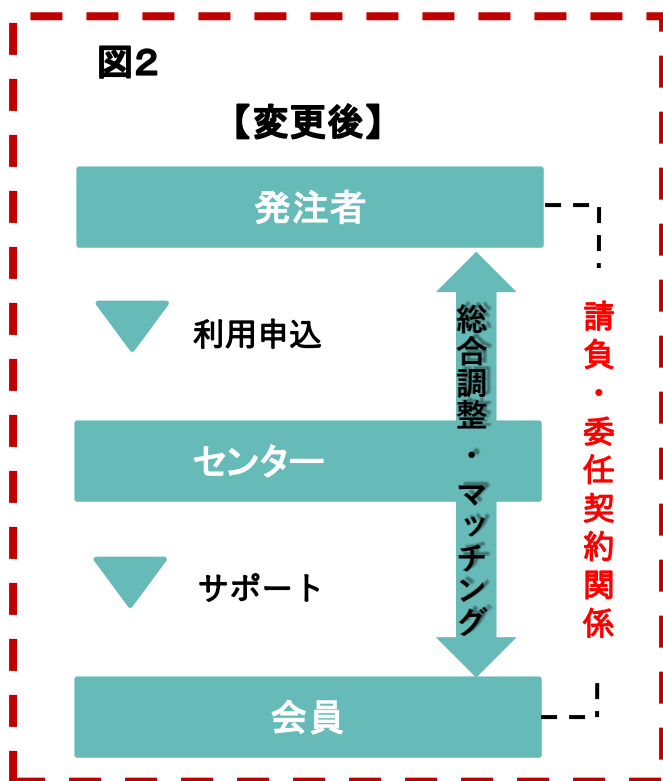 図2
【変更後】
発注者
利用申込
総合調整・マッチング
請負・委任契約関係
センター
サポート
会員